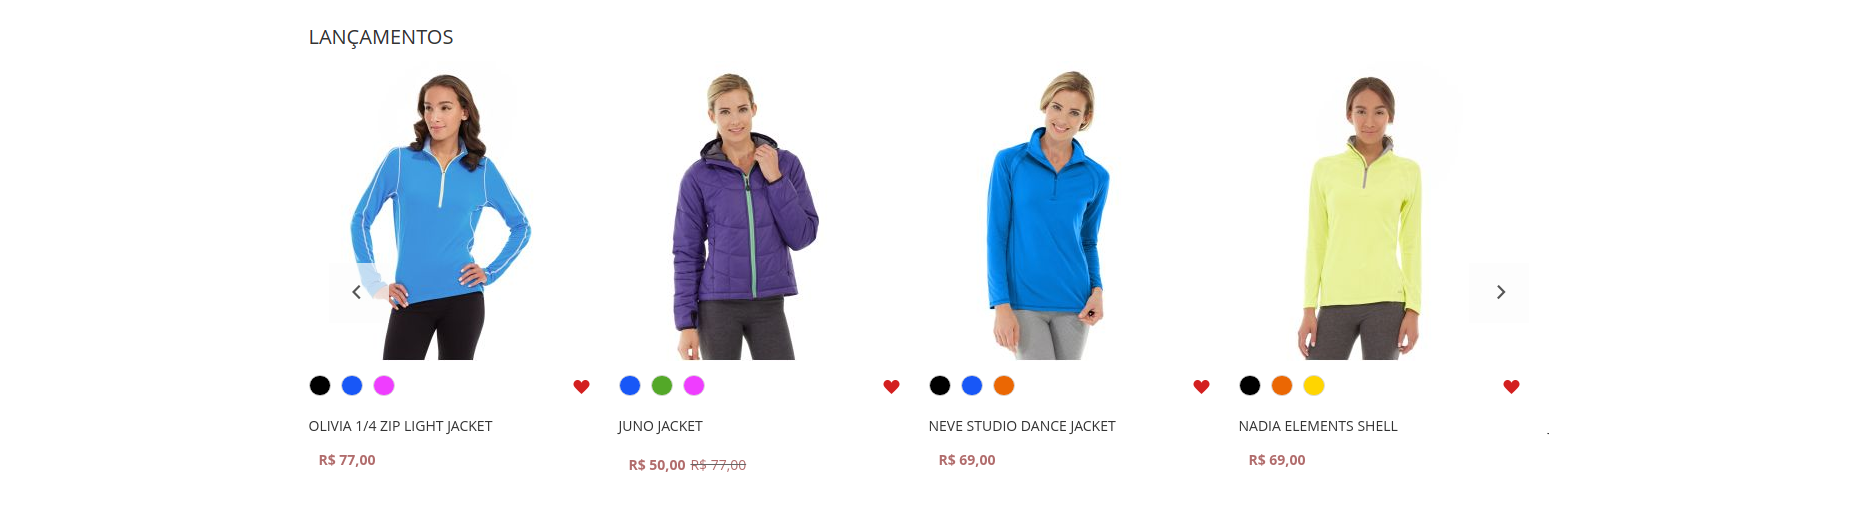 LANÇAMENTOS
OLIVIA 1/4 ZIP LIGHT JACKET
R$ 77,00
JUNO JACKET
R$ 50,00 R$ 77,00
NEVE STUDIO DANCE JACKET
R$ 69,00
NADIA ELEMENTS SHELL
R$ 69,00